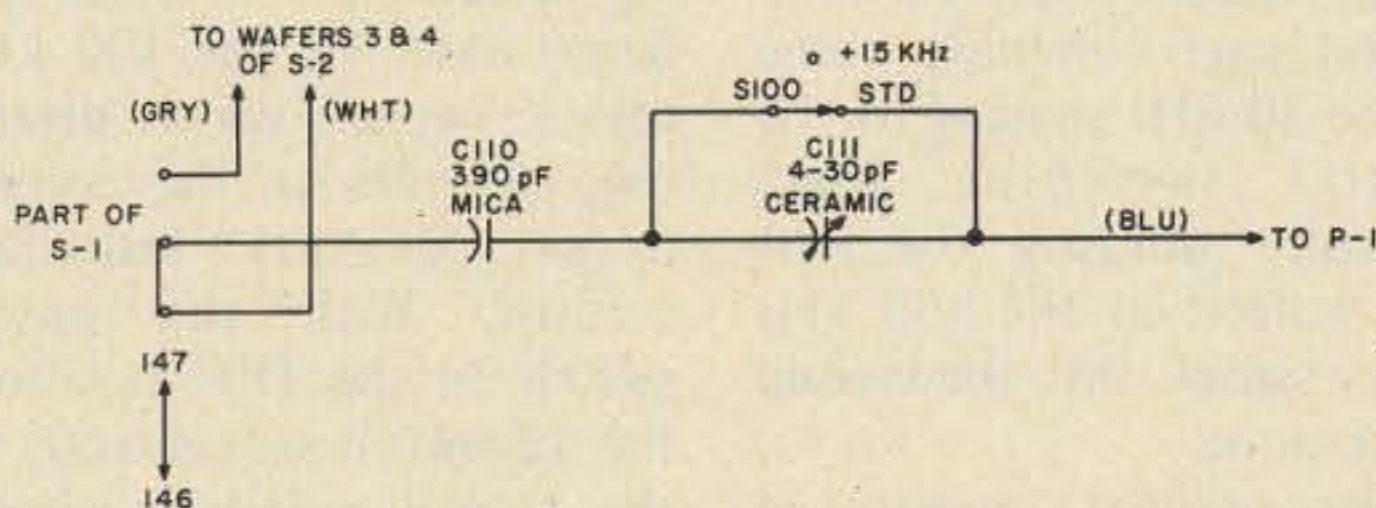 TO WAFERS 3 & 4
OF S-2
(GRY)
(WHT)
PART OF
S-1
147
146
C110
390 pF
MICA
+15 KHz
S100
STD
C111
4-30 pF
CERAMIC
(BLU)
TO P-1